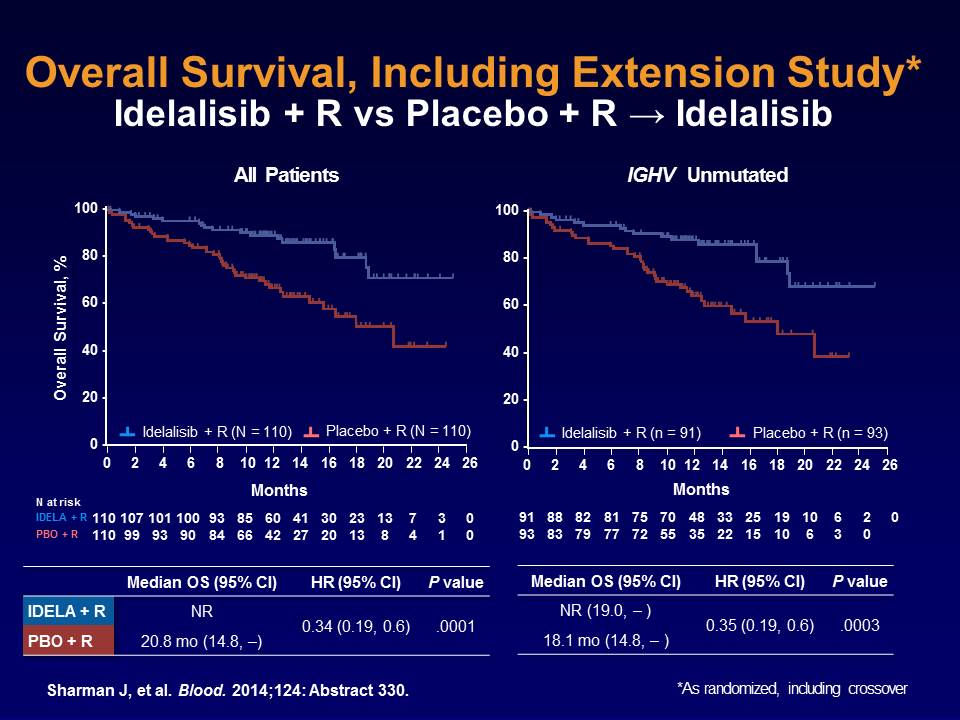 Overall Survival, Including Extension Study*
Idelalisib + R vs Placebo + R → Idelalisib
All Patients
Overall Survival, %
100
80
60
40
20
0
Idelalisib + R (N = 110) Placebo + R (N = 110)
0 2 4 6 8 10 12 14 16 18 20 22 24 26
Months
N at risk
IDELA + R 110 107 101 100 93 85 60 41 30 23 13 7 3 0
PBO + R 110 99 93 90 84 66 42 27 20 13 8 4 1 0
IGHV Unmutated
100
80
60
40
20
0
Idelalisib + R (n = 91) Placebo + R (n = 93)
0 2 4 6 8 10 12 14 16 18 20 22 24 26
Months
91 88 82 81 75 70 48 33 25 19 10 6 2 0
93 83 79 77 72 55 35 22 15 10 6 3 0
Median OS (95% CI) HR (95% CI) P value
IDELA + R NR
0.34 (0.19, 0.6) .0001
PBO + R 20.8 mo (14.8, –)
Median OS (95% CI) HR (95% CI) P value
NR (19.0, – )
0.35 (0.19, 0.6) .0003
18.1 mo (14.8, – )
Sharman J, et al. Blood. 2014;124: Abstract 330.
*As randomized, including crossover